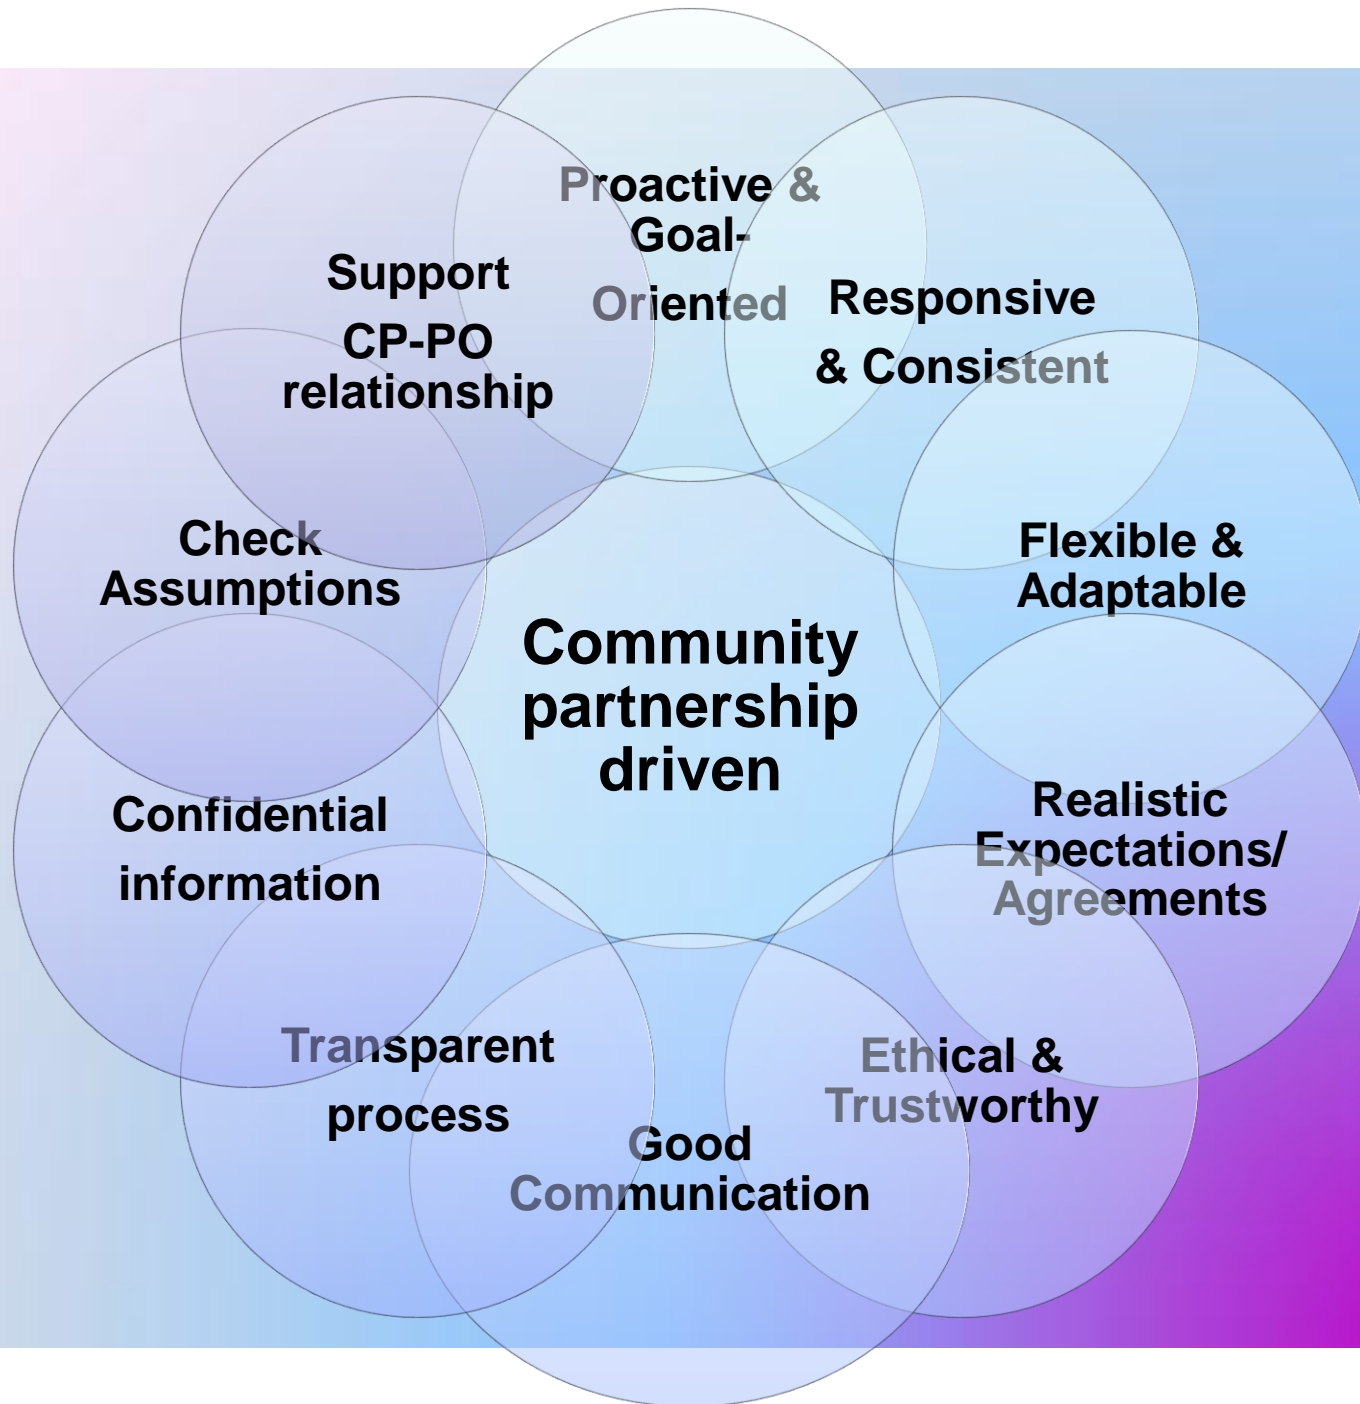 Proactive &
Goal-
Oriented
Responsive
& Consistent
Flexible &
Adaptable
Realistic
Expectations/
Agreements
Ethical &
Trustworthy
Good
Communication
Transparent
process
Confidential
information
Check
Assumptions
Support
CP-PO
relationship
Community
partnership
driven